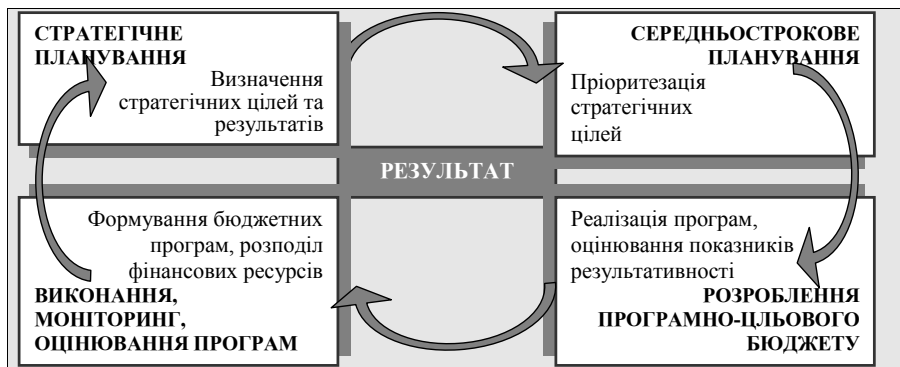 СТРАТЕГІЧНЕ
ПЛАНУВАННЯ
Визначення
стратегічних цілей та
результатів
СЕРЕДНЬОСТРОКОВЕ
ПЛАНУВАННЯ
Пріоритезація
стратегічних
цілей
РЕЗУЛЬТАТ
Формування бюджетних
програм, розподіл
фінансових ресурсів
ВИКОНАННЯ,
МОНІТОРИНГ,
ОЦІНЮВАННЯ ПРОГРАМ
Реалізація програм,
оцінювання показників
результативності
РОЗРОБЛЕННЯ
ПРОГРАМНО-ЦЛЬОВОГО
БЮДЖЕТУ